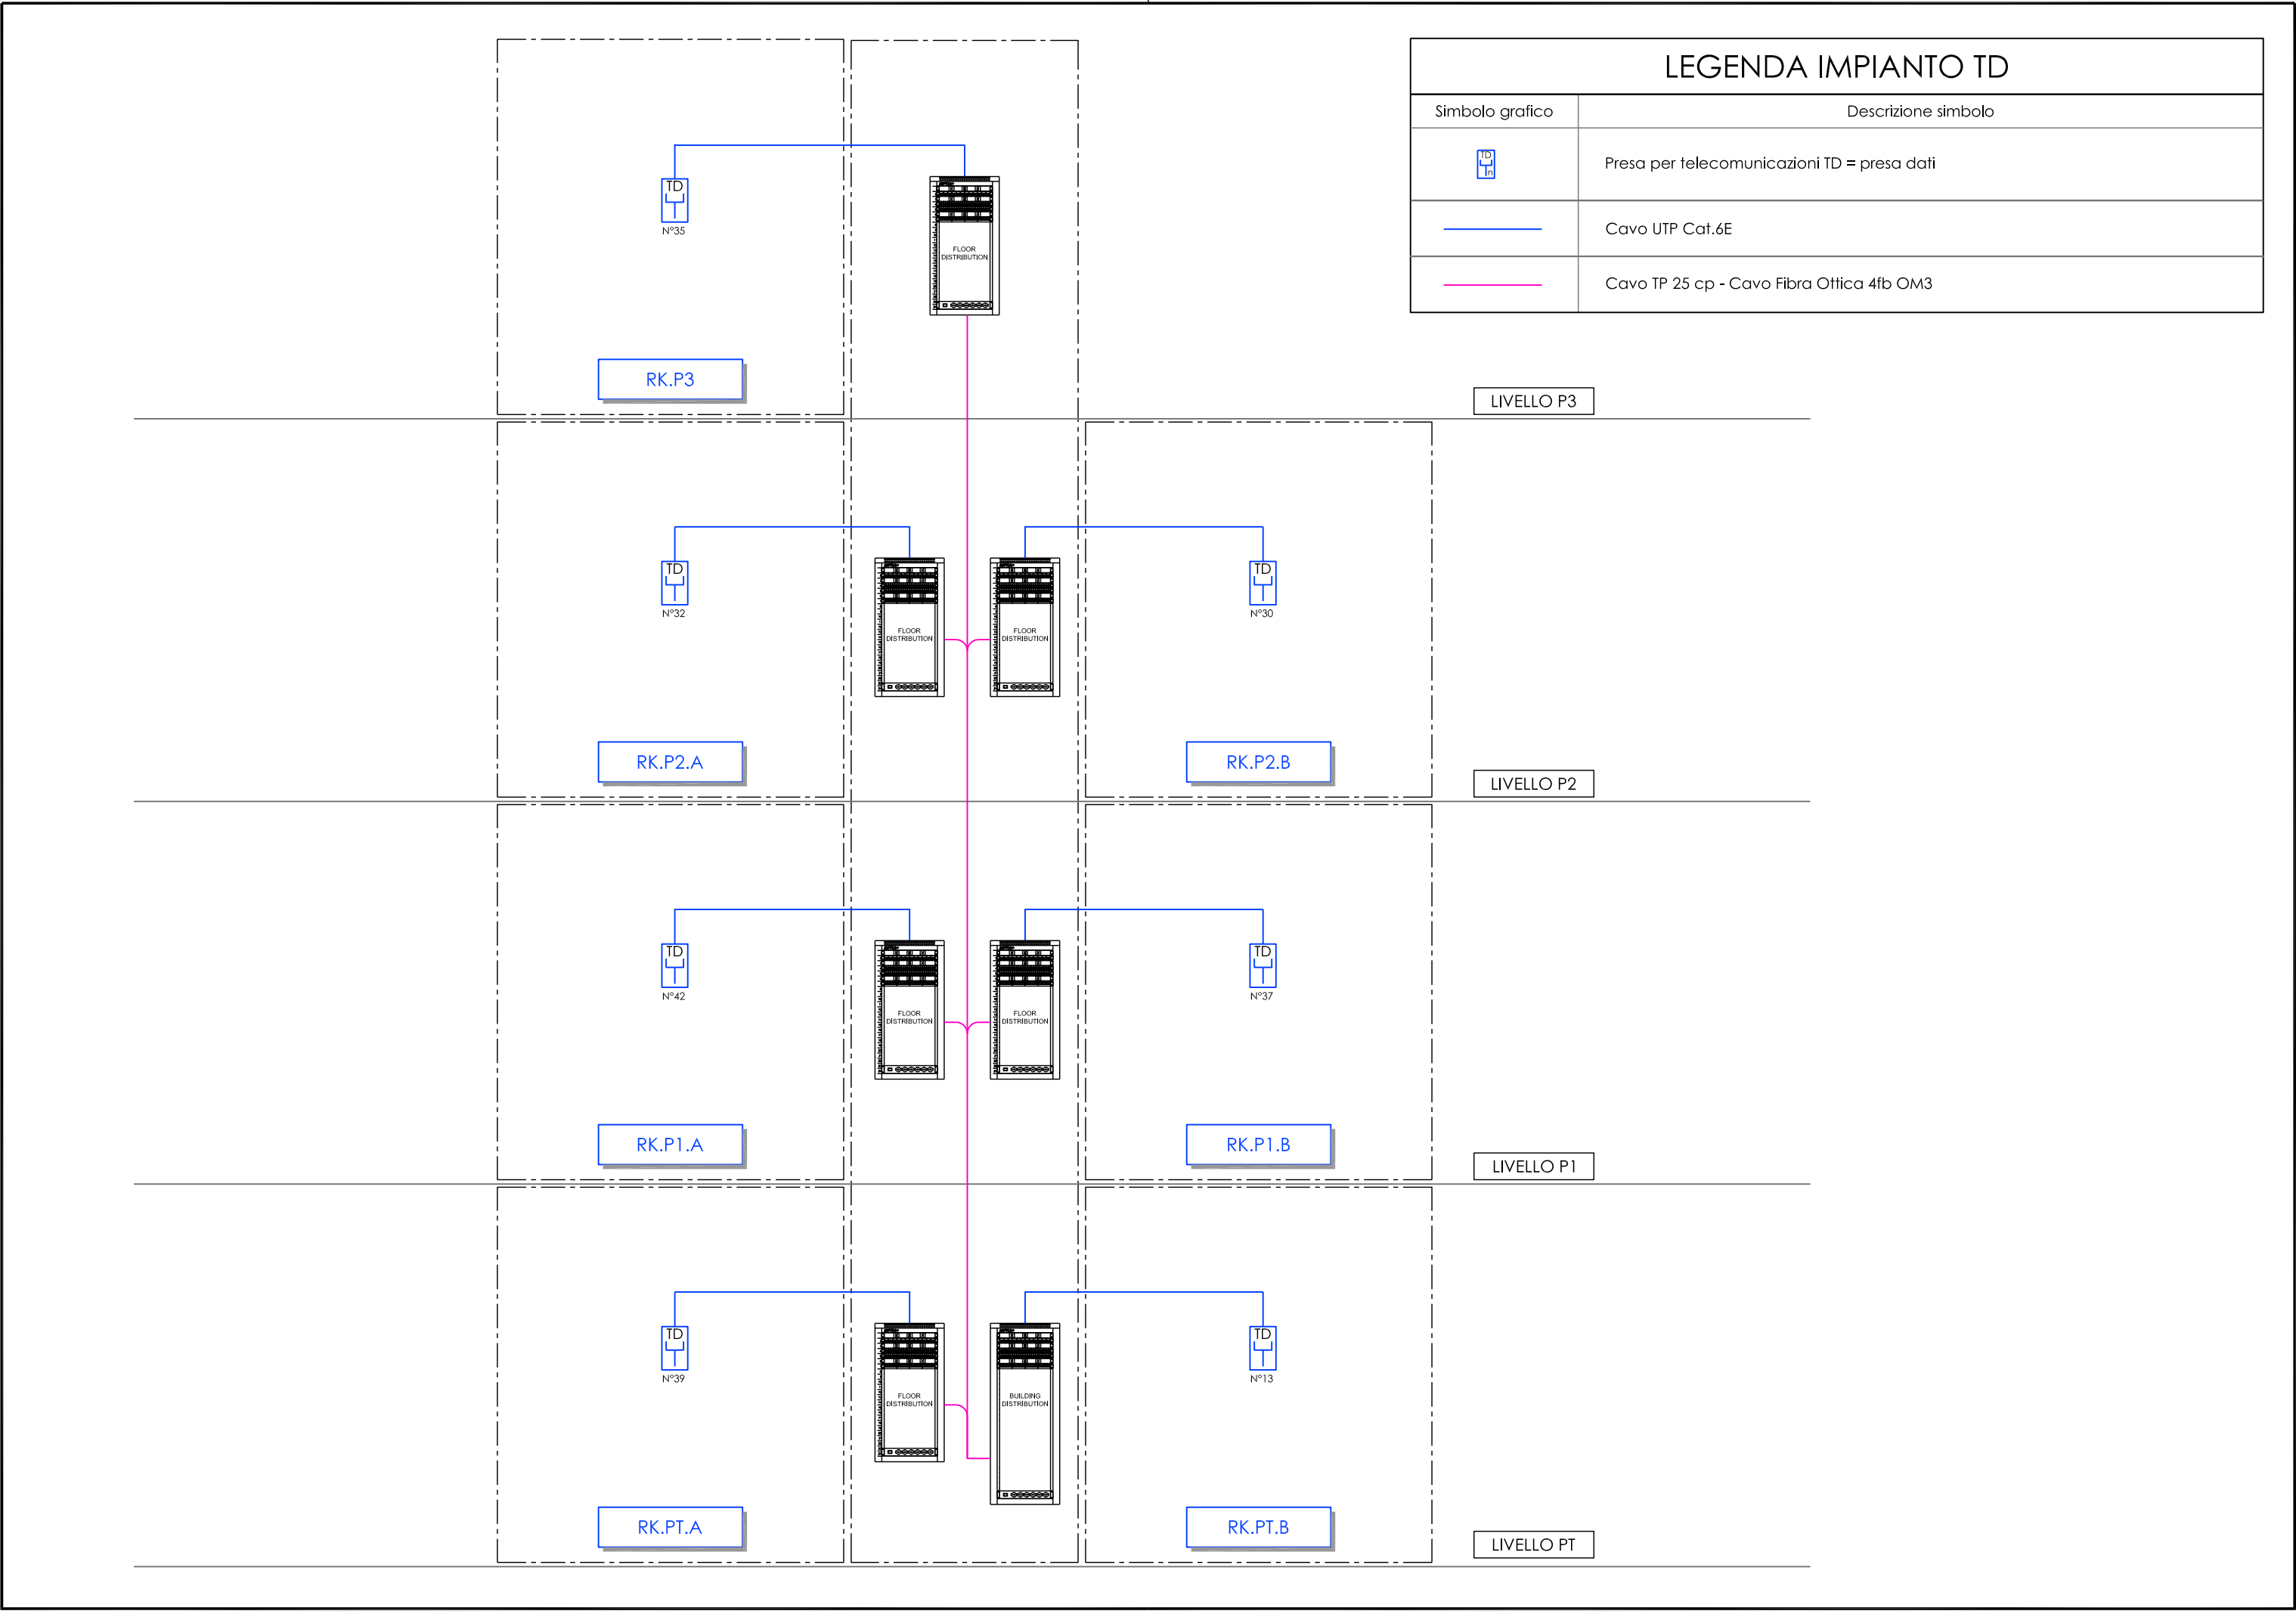 LEGENDA IMPIANTO TD
Simbolo grafico
Descrizione simbolo
TD
n
Presa per telecomunicazioni TD = presa dati
Cavo UTP Cat.6E
Cavo TP 25 cp - Cavo Fibra Ottica 4fb OM3
TD
N°35
FLOOR
DISTRIBUTION
RK.P3
LIVELLO P3
TD
N°32
FLOOR
DISTRIBUTION
FLOOR
DISTRIBUTION
TD
N°30
RK.P2.A
RK.P2.B
LIVELLO P2
TD
N°42
FLOOR
DISTRIBUTION
FLOOR
DISTRIBUTION
TD
N°37
RK.P1.A
RK.P1.B
LIVELLO P1
TD
N°39
FLOOR
DISTRIBUTION
BUILDING
DISTRIBUTION
TD
N°13
RK.PT.A
RK.PT.B
LIVELLO PT